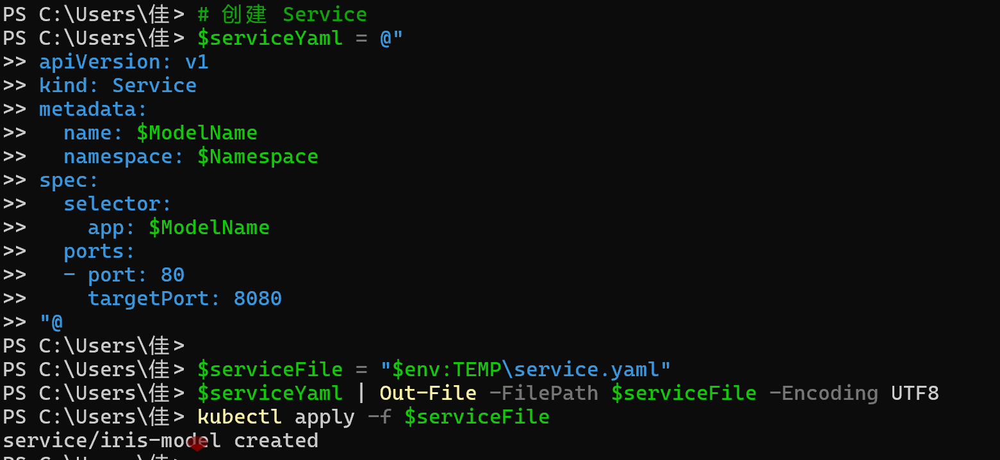 PS C:\Users\佳> # 创建 Service
PS C:\Users\佳> $serviceYaml = @"
>> apiVersion: v1
>> kind: Service
>> metadata:
>>   name: $ModelName
>>   namespace: $Namespace
>> spec:
>>   selector:
>>     app: $ModelName
>>   ports:
>>   - port: 80
>>     targetPort: 8080
>> "@
PS C:\Users\佳>
PS C:\Users\佳> $serviceFile = "$env:TEMP\service.yaml"
PS C:\Users\佳> $serviceYaml | Out-File -FilePath $serviceFile -Encoding UTF8
PS C:\Users\佳> kubectl apply -f $serviceFile
service/iris-model created
PS C:\Users\佳>